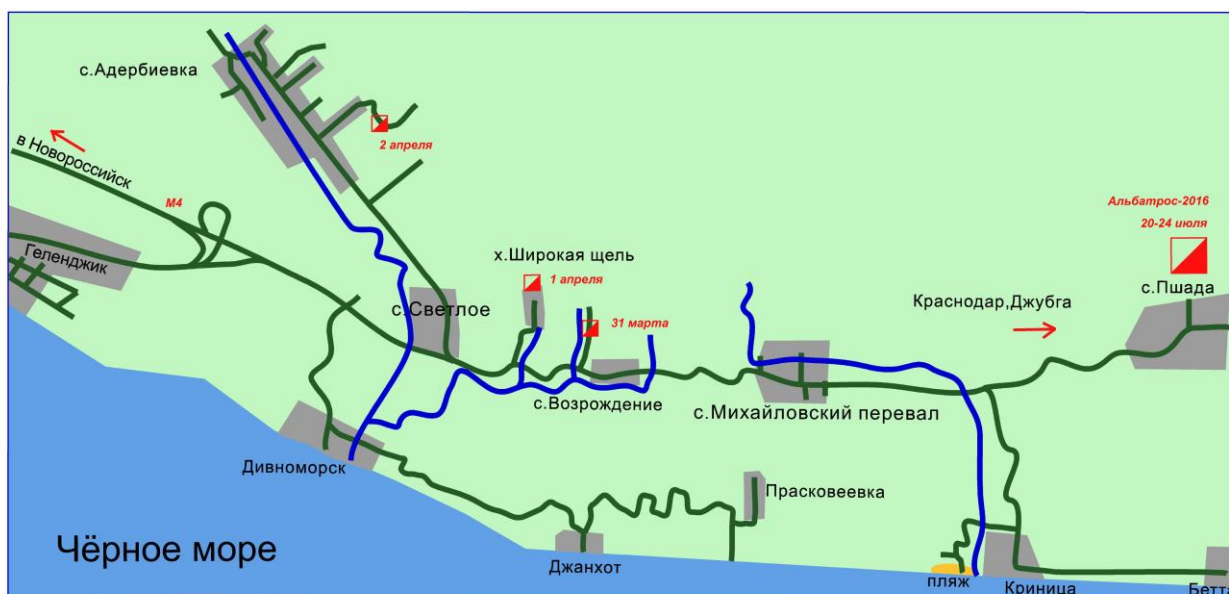 с.Адербиевка
2 апреля
в Новороссийск
М4
Альбатрос-2016
20-24 июля
Геленджик
х.Широкая щель
1 апреля
с.Пшада
с.Светлое
Краснодар,Джубга
31 марта
с.Возрождение
с.Михайловский перевал
Дивноморск
Прасковеевка
Чёрное море
Джанхот
пляж
Криница
Бетта